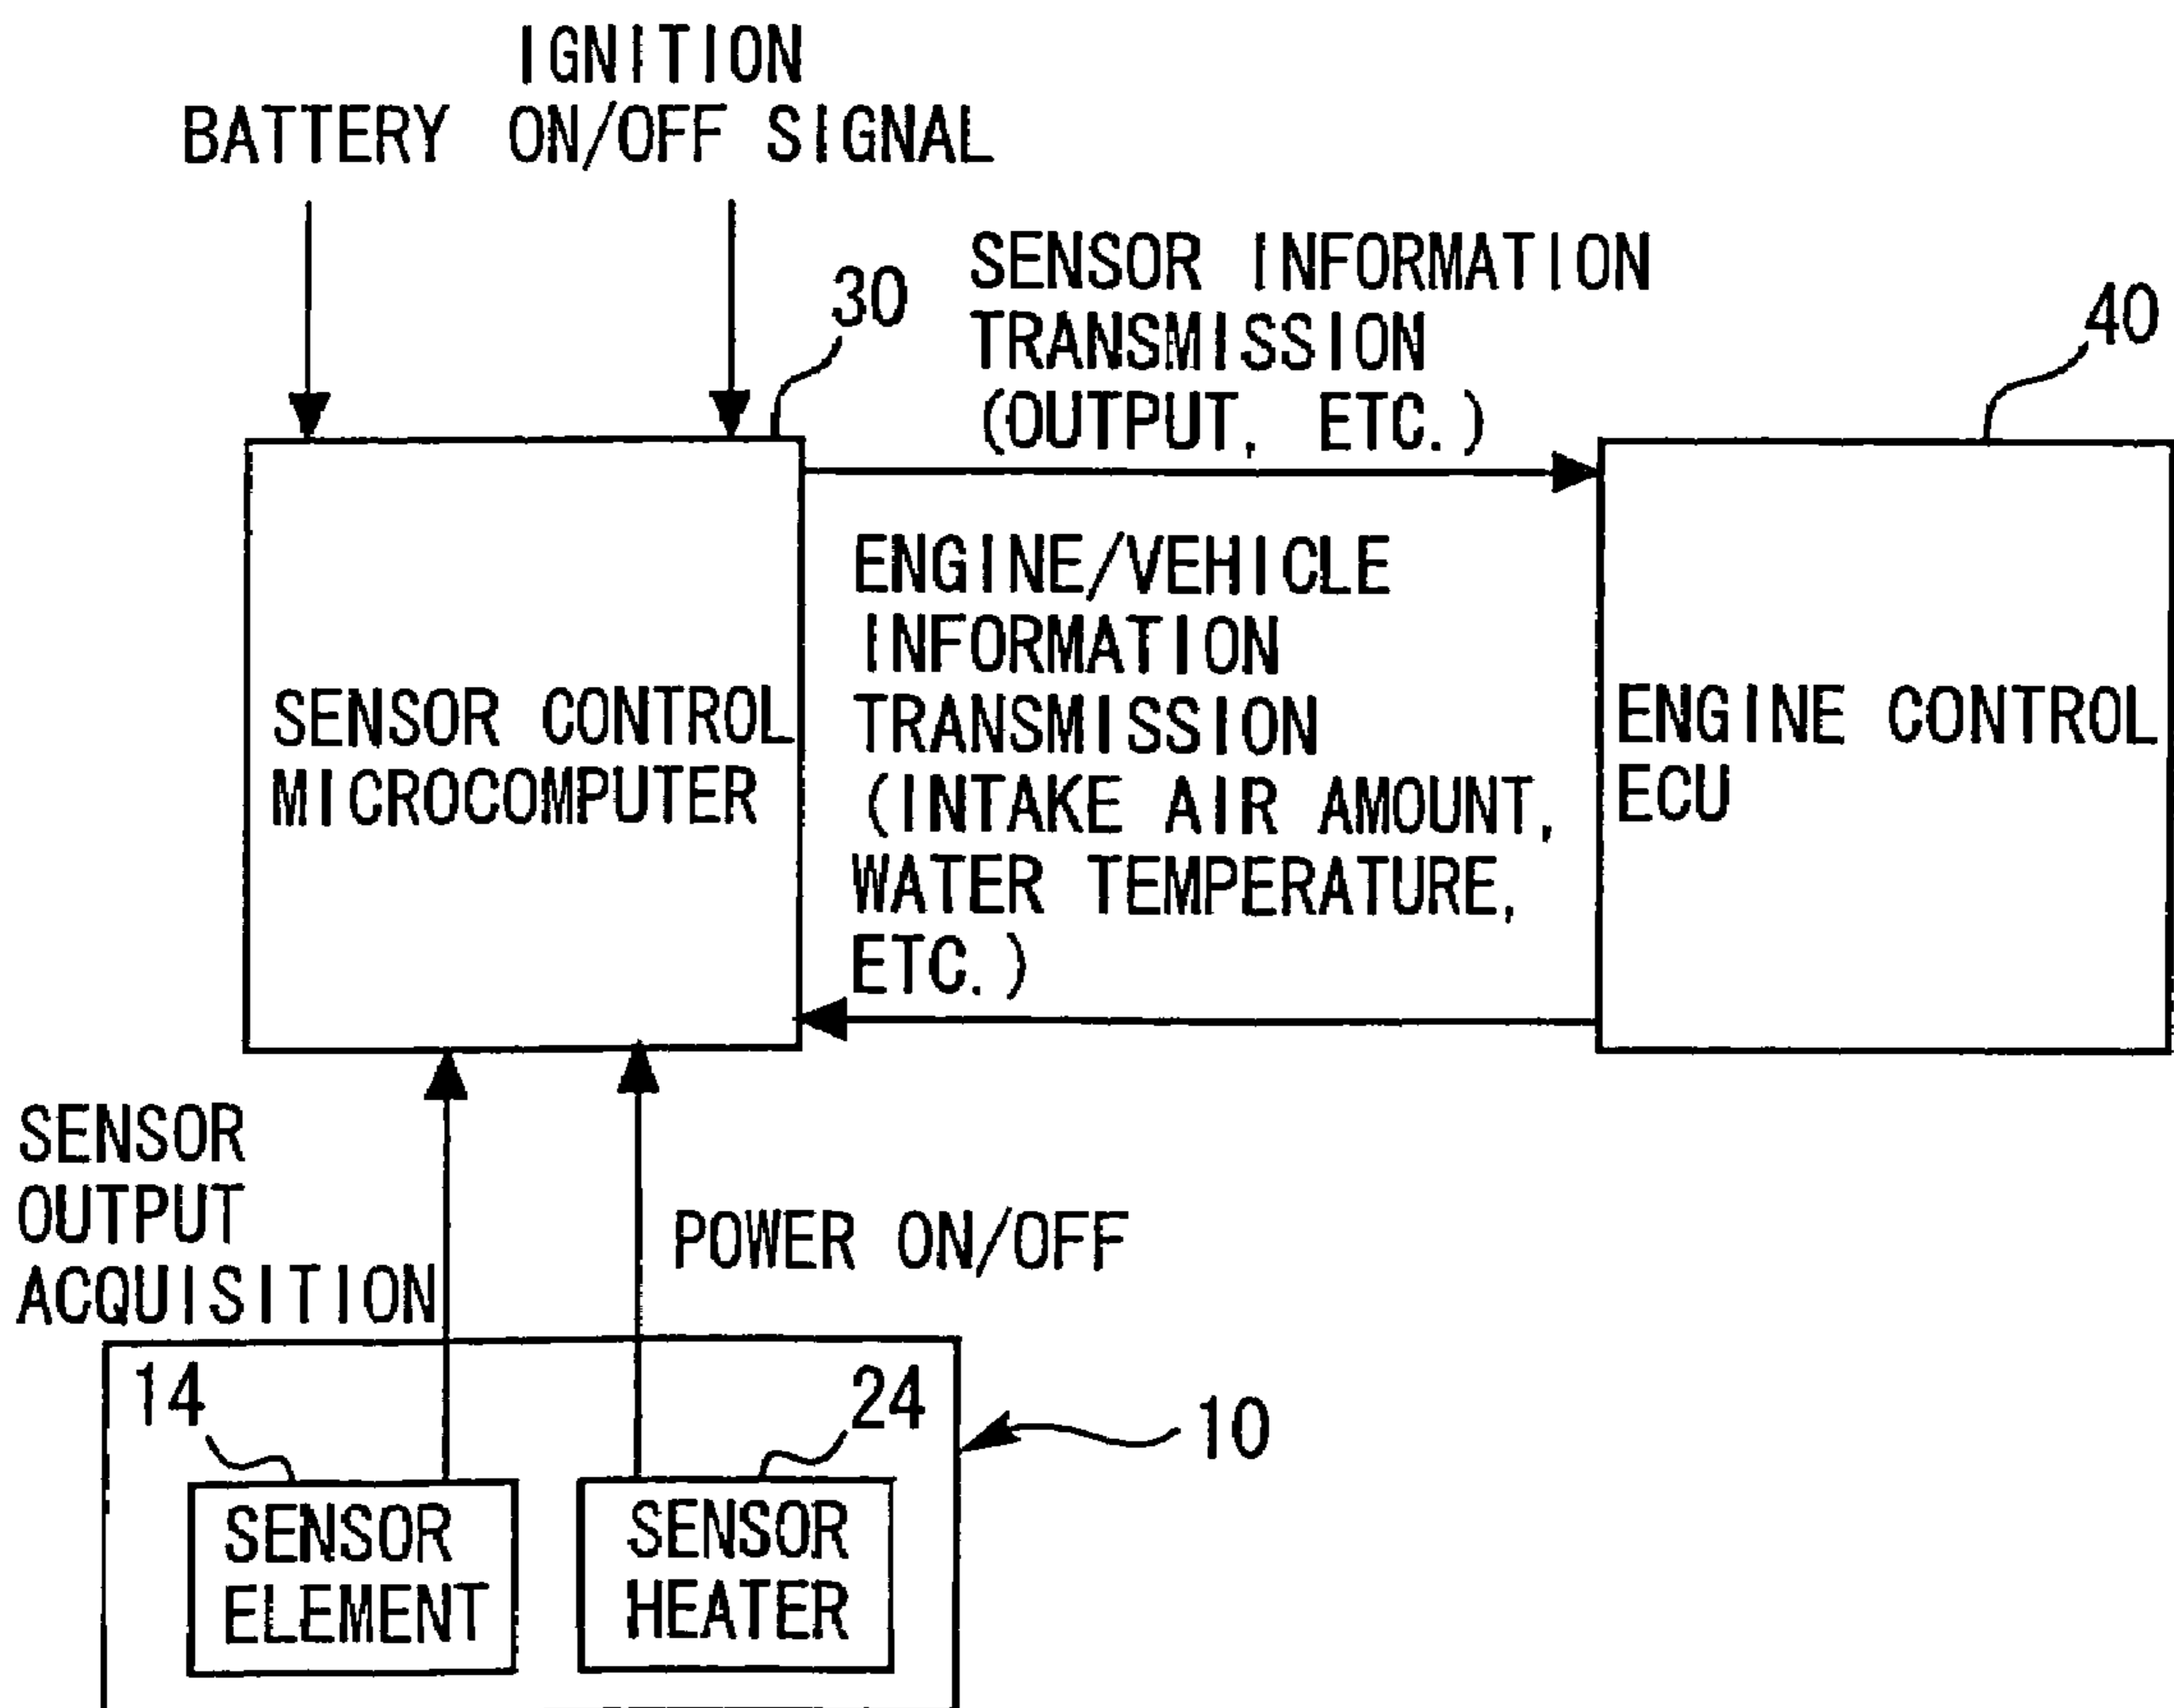 IGNITION
BATTERY ON/OFF SIGNAL
30
SENSOR INFORMATION
TRANSMISSION
(OUTPUT, ETC.)
40
SENSOR CONTROL
MICROCOMPUTER
ENGINE/VEHICLE
INFORMATION
TRANSMISSION
(INTAKE AIR AMOUNT,
WATER TEMPERATURE,
ETC.)
ENGINE CONTROL
ECU
SENSOR
OUTPUT
ACQUISITION
POWER ON/OFF
14
24
10
SENSOR
ELEMENT
SENSOR
HEATER